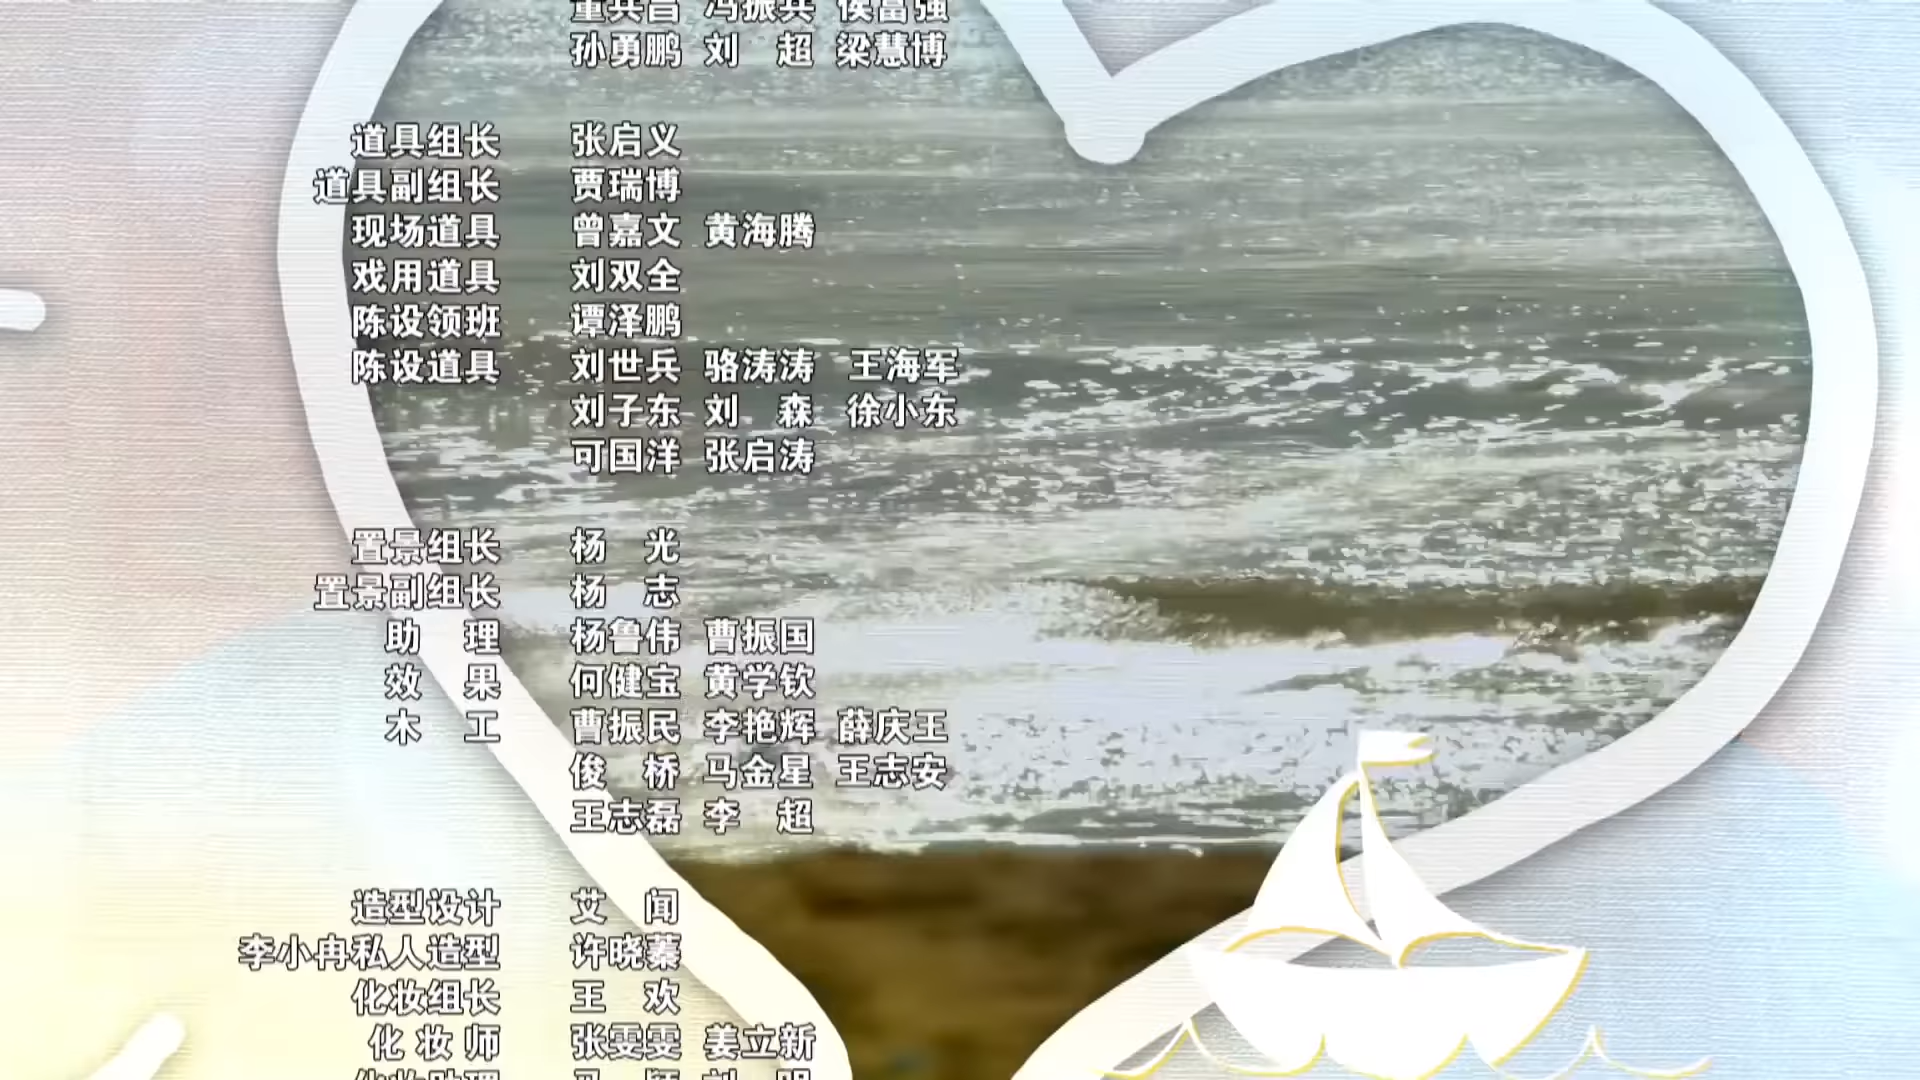 孙勇鹏 刘 超 梁慧博
道具组长 张启义
道具副组长 贾瑞博
现场道具 曾嘉文 黄海腾
戏用道具 刘双全
陈设领班 谭泽鹏
陈设道具 刘世兵 骆涛涛 王海军
刘子东 刘 森 徐小东
可国洋 张启涛
置景组长 杨 光
置景副组长 杨 志
助 理 杨鲁伟 曹振国
效 果 何健宝 黄学钦
木 工 曹振民 李艳辉 薛庆王
俊 桥 马金星 王志安
王志磊 李 超
造型设计 艾 闻
李小冉私人造型 许晓蓁
化妆组长 王 欢
化 妆 师 张雯雯 姜立新